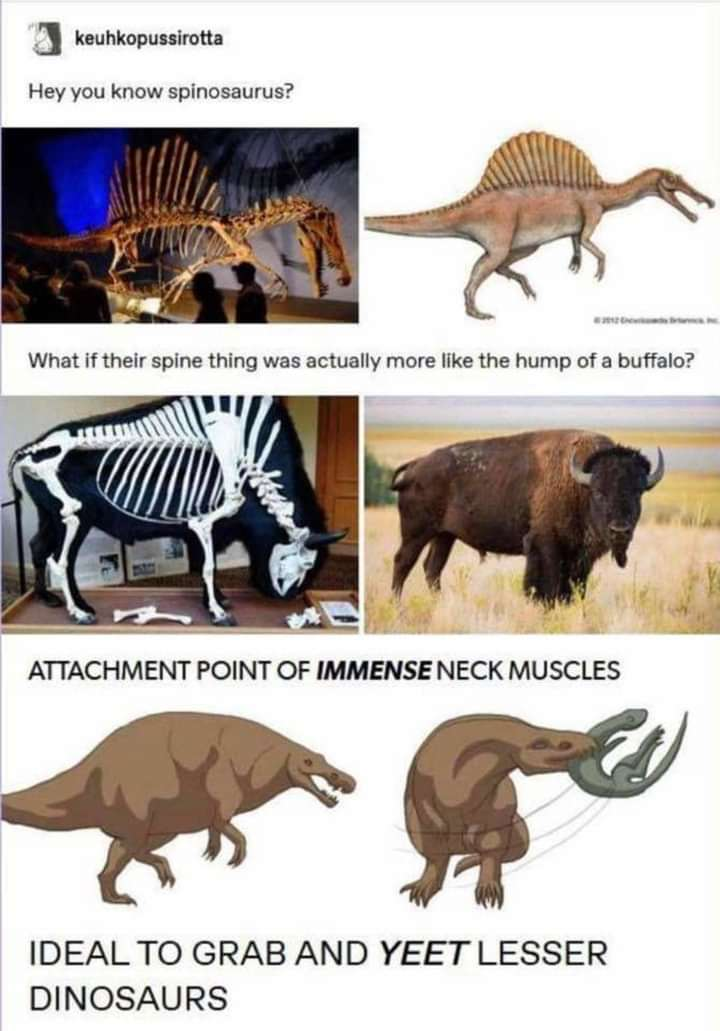 keuhkopussirotta
Hey you know spinosaurus?
What if their spine thing was actually more like the hump of a buffalo?
ATTACHMENT POINT OF IMMENSE NECK MUSCLES
IDEAL TO GRAB AND YEET LESSER
DINOSAURS